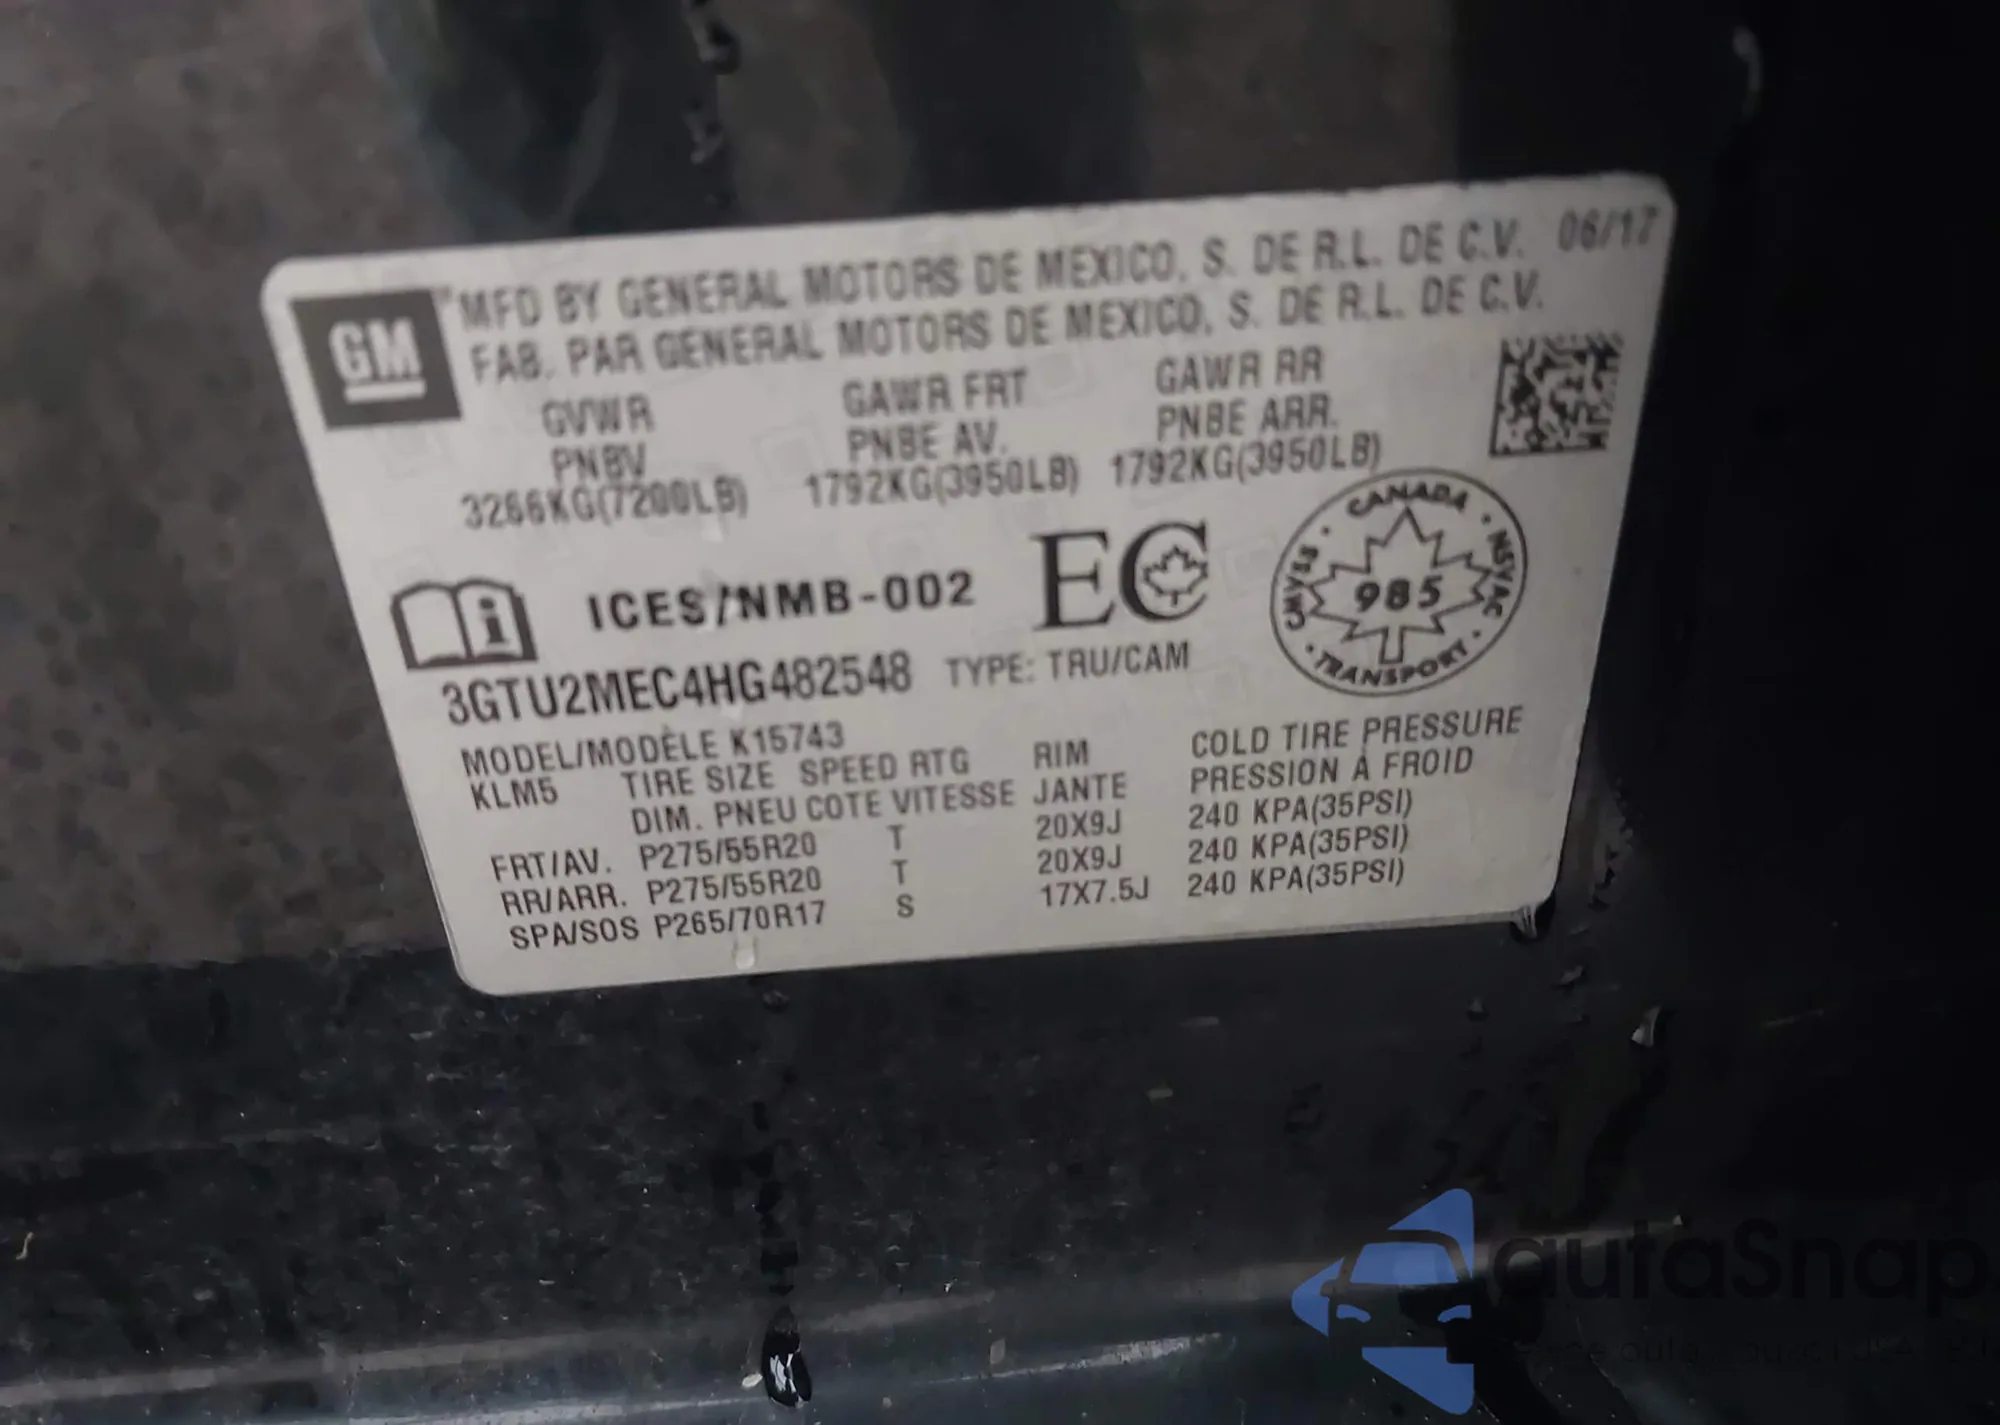 GM
MFD BY GENERAL MOTORS DE MEXICO, S. DE R.L. DE C.V. 06/17
FAB. PAR GENERAL MOTORS DE MEXICO, S. DE R.L. DE C.V.
GVWR GAWR FRT GAWR RR
PNBV PNBE AV. PNBE ARR.
3266KG(7200LB) 1792KG(3950LB) 1792KG(3950LB)
CANADA · NSVAC · TRANSPORT · CMVSS ·
985
ICES/NMB-002 EC
3GTU2MEC4HG482548 TYPE: TRU/CAM
MODEL/MODÈLE K15743
KLM5 TIRE SIZE SPEED RTG RIM COLD TIRE PRESSURE
DIM. PNEU COTE VITESSE JANTE PRESSION À FROID
FRT/AV. P275/55R20 T 20X9J 240 KPA(35PSI)
RR/ARR. P275/55R20 T 20X9J 240 KPA(35PSI)
SPA/SOS P265/70R17 S 17X7.5J 240 KPA(35PSI)
autaSnap